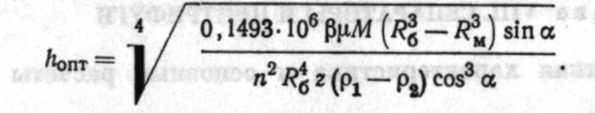 h_опт = ⁴√(0,1493·10⁶ βμM (R_б³ − R_м³) sin α / n² R_б⁴ z (ρ₁ − ρ₂) cos³ α) .